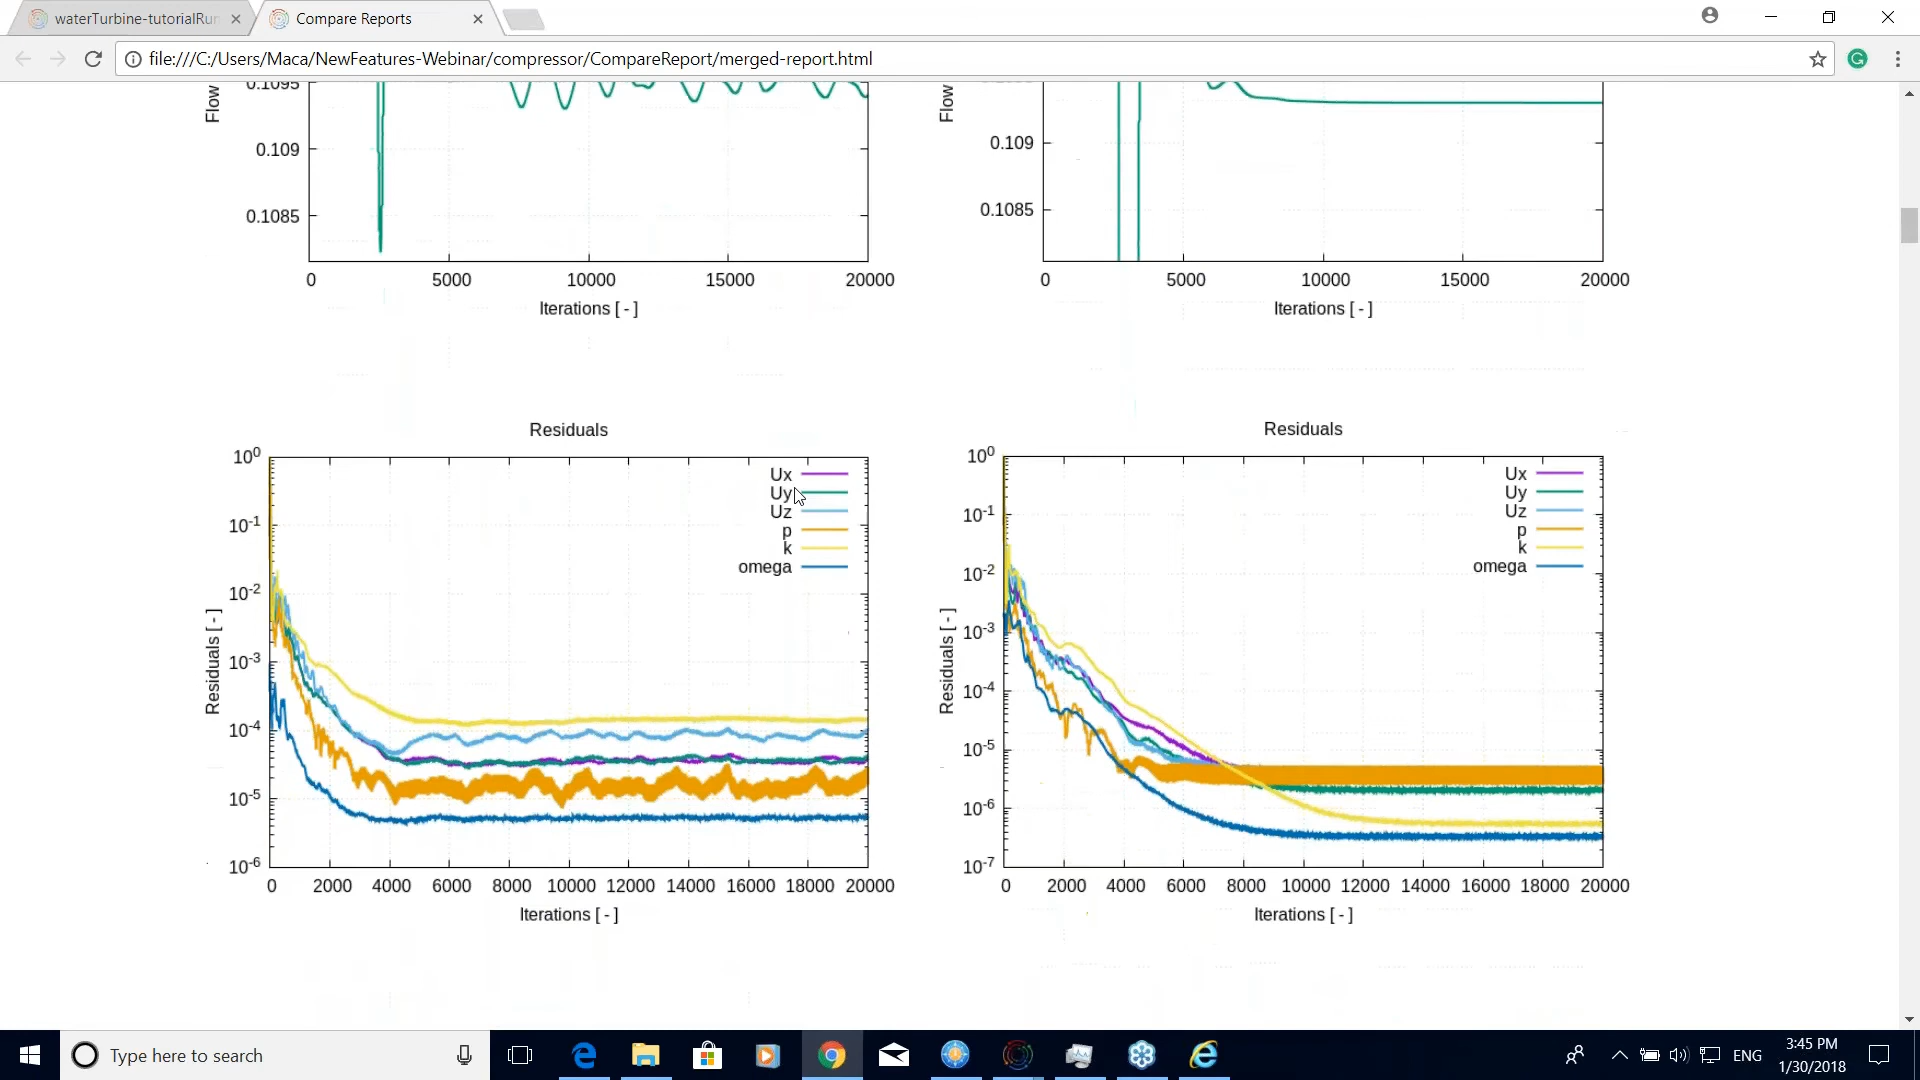 waterTurbine-tutorialRu
Compare Reports
file:///C:/Users/Maca/NewFeatures-Webinar/compressor/CompareReport/merged-report.html
Flow
0.1095
0.109
0.1085
0 5000 10000 15000 20000
Iterations [ - ]
Flow
0.109
0.1085
0 5000 10000 15000 20000
Iterations [ - ]
Residuals
Ux
Uy
Uz
p
k
omega
10^0
10^-1
10^-2
10^-3
10^-4
10^-5
10^-6
Residuals [ - ]
0 2000 4000 6000 8000 10000 12000 14000 16000 18000 20000
Iterations [ - ]
Residuals
Ux
Uy
Uz
p
k
omega
10^0
10^-1
10^-2
10^-3
10^-4
10^-5
10^-6
10^-7
Residuals [ - ]
0 2000 4000 6000 8000 10000 12000 14000 16000 18000 20000
Iterations [ - ]
Type here to search
ENG
3:45 PM
1/30/2018